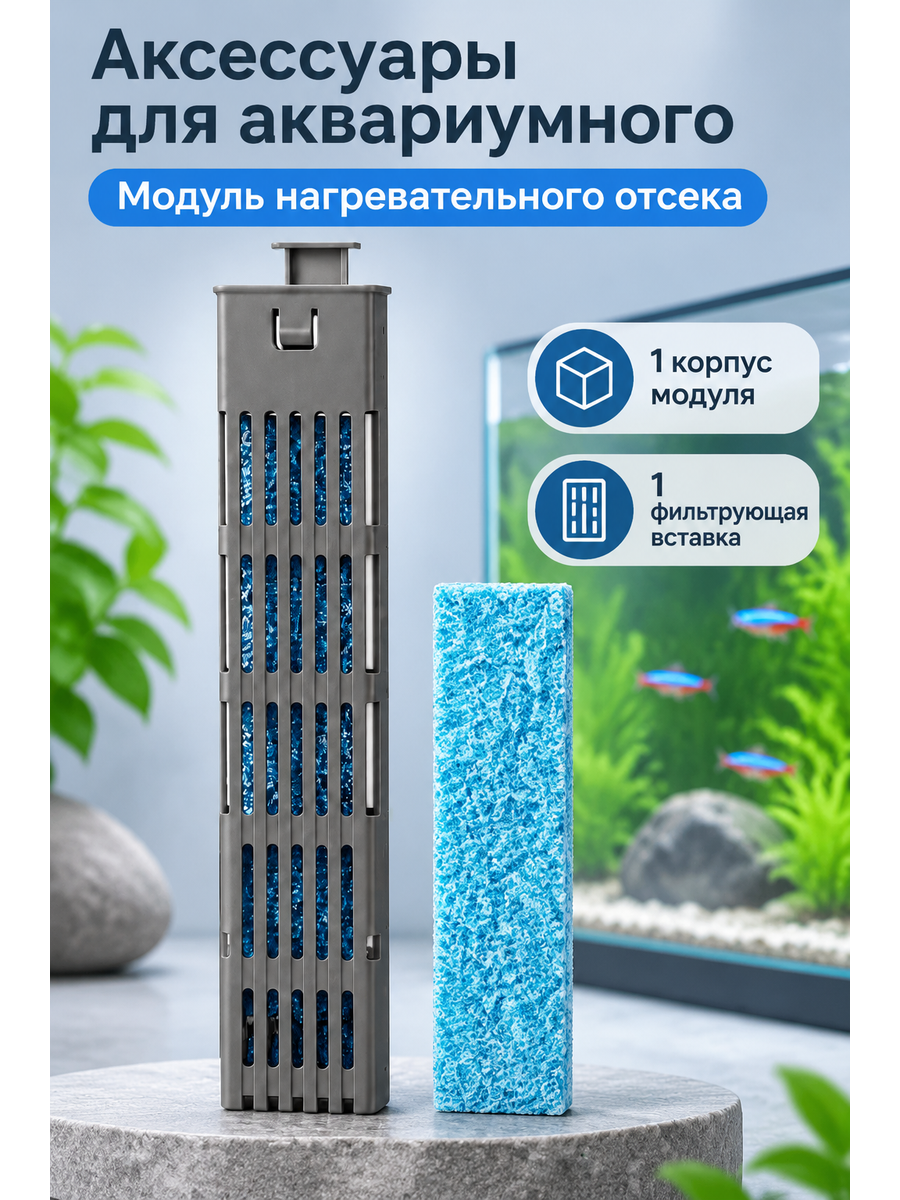 Аксессуары
для аквариумного
Модуль нагревательного отсека
1 корпус
модуля
1
фильтрующая
вставка